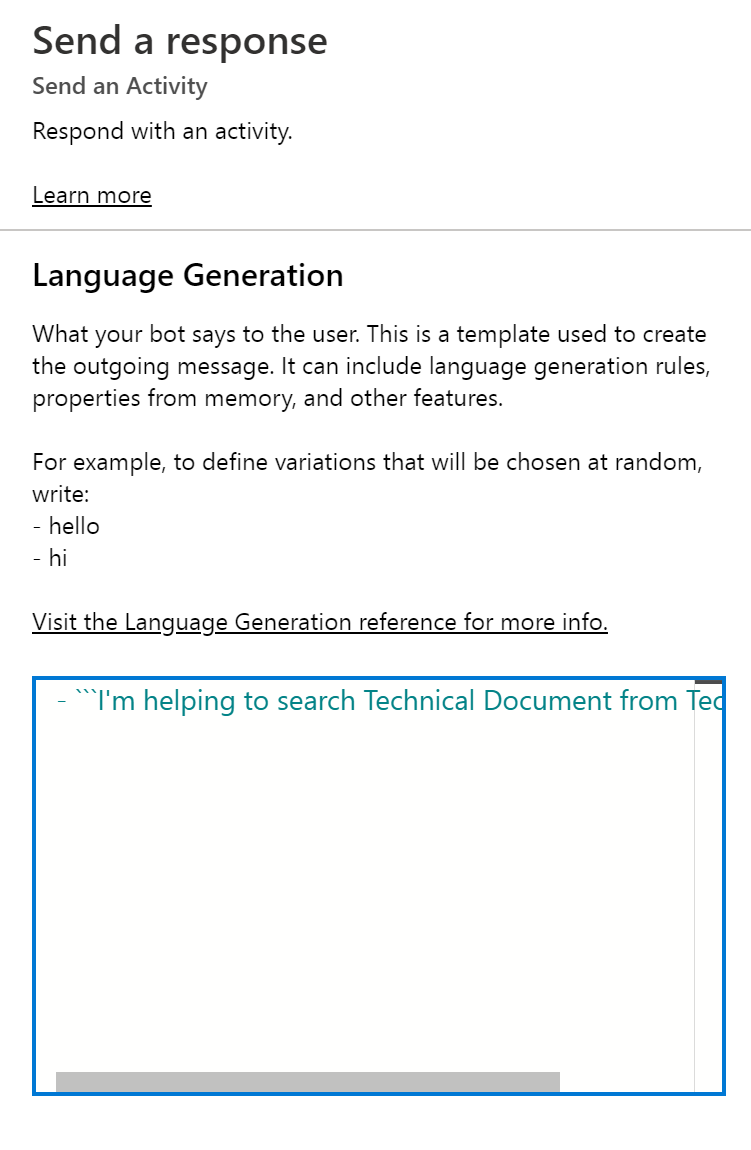 Send a response
Send an Activity
Respond with an activity.
Learn more
Language Generation
What your bot says to the user. This is a template used to create
the outgoing message. It can include language generation rules,
properties from memory, and other features.
For example, to define variations that will be chosen at random,
write:
- hello
- hi
Visit the Language Generation reference for more info.
- ```I'm helping to search Technical Document from Tec